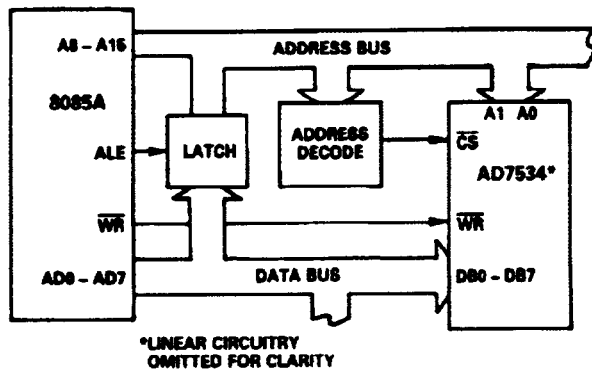 A8 – A15
ADDRESS BUS
8085A
A1 A0
ALE
LATCH
ADDRESS
DECODE
CS
AD7534*
WR
WR
AD0 – AD7
DATA BUS
DB0 – DB7
*LINEAR CIRCUITRY
OMITTED FOR CLARITY